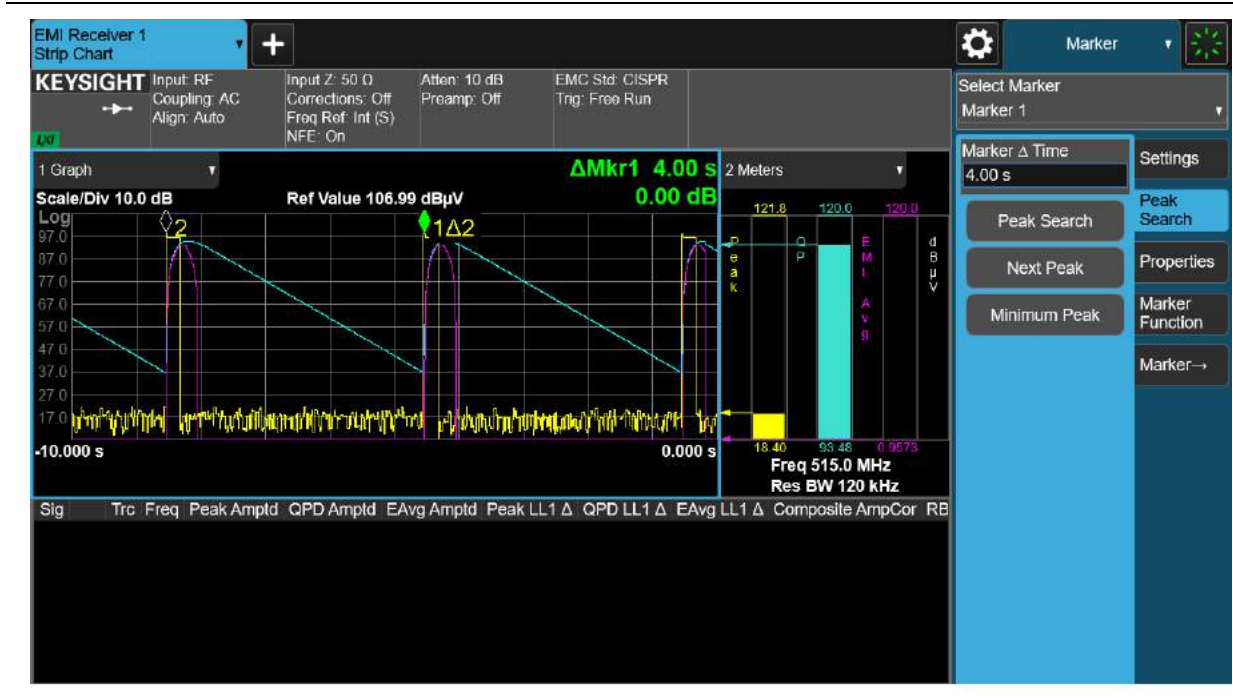 EMI Receiver 1
Strip Chart
+
Marker
KEYSIGHT
LXI
Input: RF
Coupling: AC
Align: Auto
Input Z: 50 Ω
Corrections: Off
Freq Ref: Int (S)
NFE: On
Atten: 10 dB
Preamp: Off
EMC Std: CISPR
Trig: Free Run
Select Marker
Marker 1
1 Graph
ΔMkr1 4.00 s
0.00 dB
Scale/Div 10.0 dB
Ref Value 106.99 dBµV
Log
97.0
87.0
77.0
67.0
57.0
47.0
37.0
27.0
17.0
2
1Δ2
-10.000 s
0.000 s
2 Meters
121.8 120.0 120.0
Peak
QP
EMI Avg
dBµV
18.40 93.48 0.9573
Freq 515.0 MHz
Res BW 120 kHz
Marker Δ Time
4.00 s
Peak Search
Next Peak
Minimum Peak
Settings
Peak
Search
Properties
Marker
Function
Marker→
Sig Trc Freq Peak Amptd QPD Amptd EAvg Amptd Peak LL1 Δ QPD LL1 Δ EAvg LL1 Δ Composite AmpCor RB